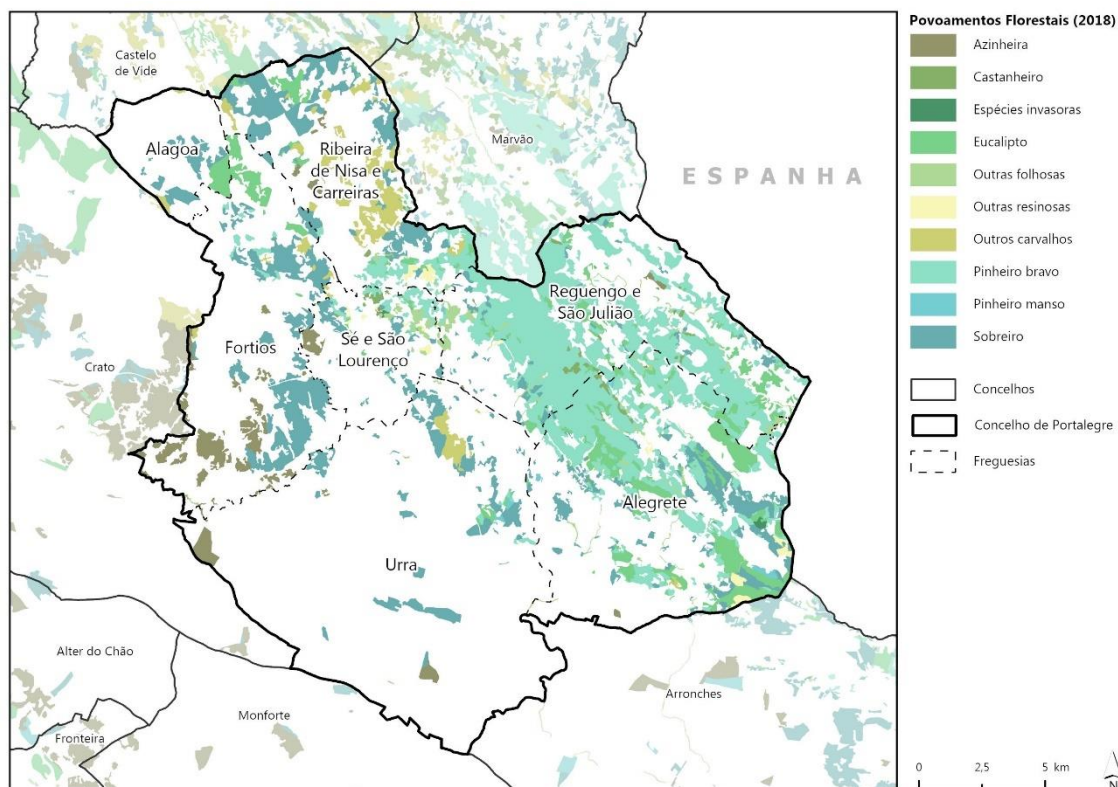 Castelo
de Vide
Marvão
Alagoa
Ribeira
de Nisa e
Carreiras
ESPANHA
Reguengo e
São Julião
Sé e São
Lourenço
Fortios
Crato
Alegrete
Urra
Alter do Chão
Fronteira
Monforte
Arronches
Povoamentos Florestais (2018)
Azinheira
Castanheiro
Espécies invasoras
Eucalipto
Outras folhosas
Outras resinosas
Outros carvalhos
Pinheiro bravo
Pinheiro manso
Sobreiro
Concelhos
Concelho de Portalegre
Freguesias
0 2,5 5 km
N